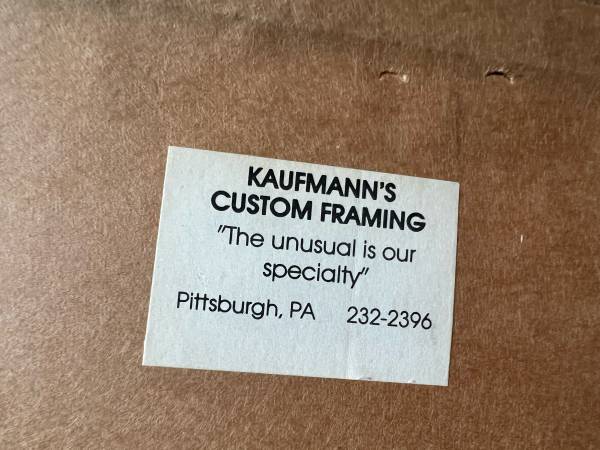 KAUFMANN'S
CUSTOM FRAMING
"The unusual is our
specialty"
Pittsburgh, PA 232-2396